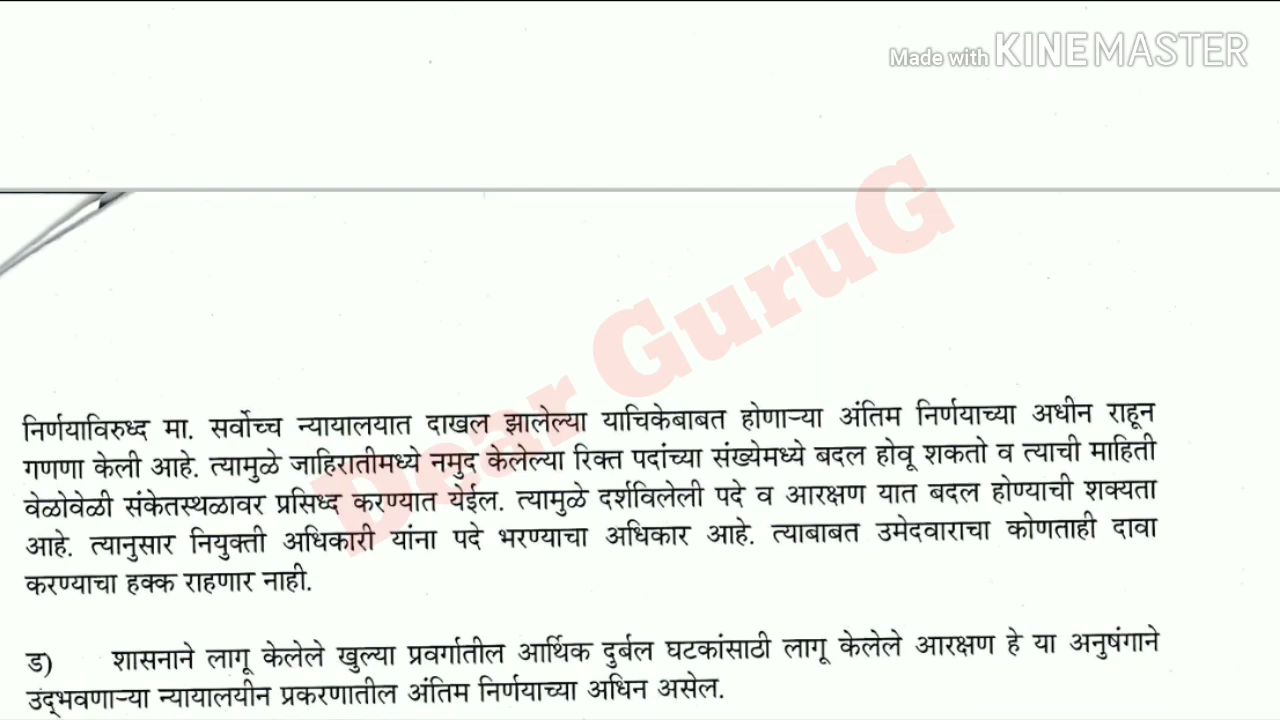 Made with KINEMASTER
Dear GuruG
निर्णयाविरुध्द मा. सर्वोच्च न्यायालयात दाखल झालेल्या याचिकेबाबत होणाऱ्या अंतिम निर्णयाच्या अधीन राहून
गणणा केली आहे. त्यामुळे जाहिरातीमध्ये नमुद केलेल्या रिक्त पदांच्या संख्येमध्ये बदल होवू शकतो व त्याची माहिती
वेळोवेळी संकेतस्थळावर प्रसिध्द करण्यात येईल. त्यामुळे दर्शविलेली पदे व आरक्षण यात बदल होण्याची शक्यता
आहे. त्यानुसार नियुक्ती अधिकारी यांना पदे भरण्याचा अधिकार आहे. त्याबाबत उमेदवाराचा कोणताही दावा
करण्याचा हक्क राहणार नाही.
ड) शासनाने लागू केलेले खुल्या प्रवर्गातील आर्थिक दुर्बल घटकांसाठी लागू केलेले आरक्षण हे या अनुषंगाने
उद्‌भवणाऱ्या न्यायालयीन प्रकरणातील अंतिम निर्णयाच्या अधिन असेल.